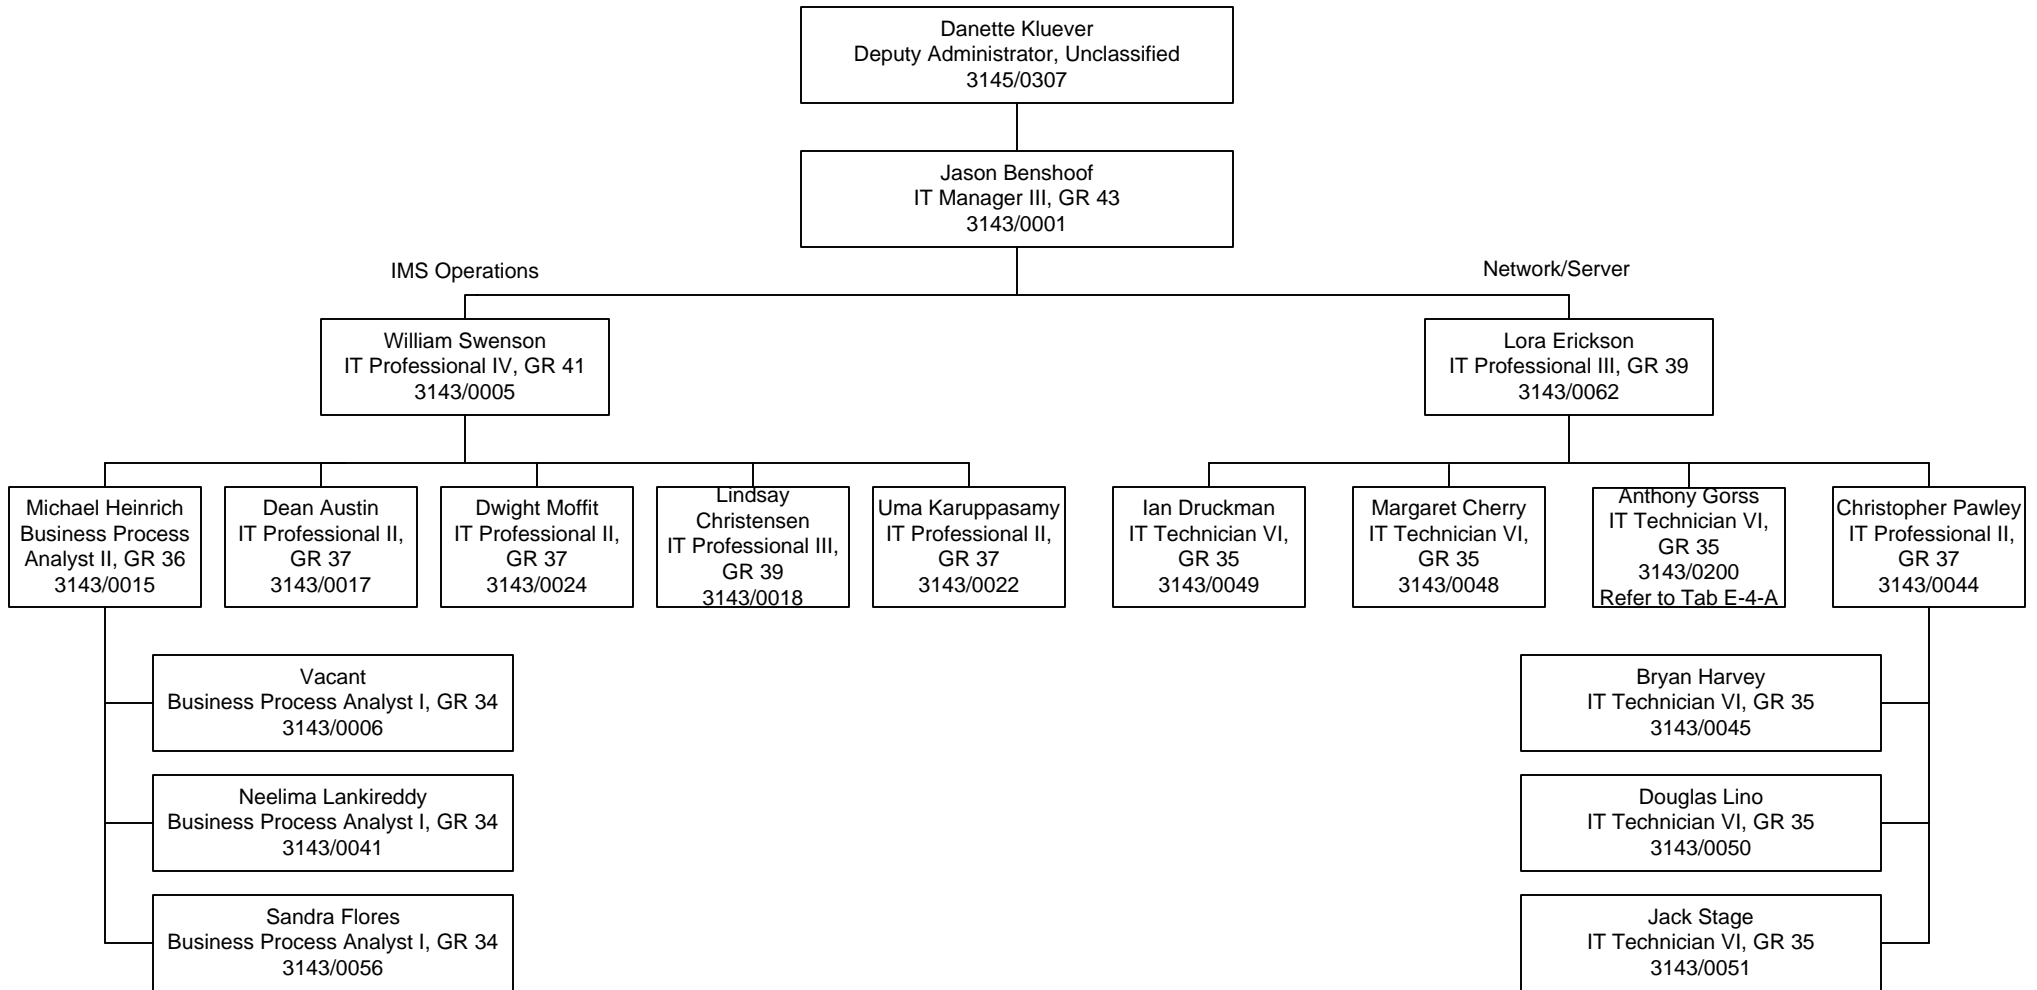 Danette Kluever
Deputy Administrator, Unclassified
3145/0307
Jason Benshoof
IT Manager III, GR 43
3143/0001
IMS Operations
Network/Server
William Swenson
IT Professional IV, GR 41
3143/0005
Lora Erickson
IT Professional III, GR 39
3143/0062
Michael Heinrich
Business Process
Analyst II, GR 36
3143/0015
Dean Austin
IT Professional II,
GR 37
3143/0017
Dwight Moffit
IT Professional II,
GR 37
3143/0024
Lindsay
Christensen
IT Professional III,
GR 39
3143/0018
Uma Karuppasamy
IT Professional II,
GR 37
3143/0022
Ian Druckman
IT Technician VI,
GR 35
3143/0049
Margaret Cherry
IT Technician VI,
GR 35
3143/0048
Anthony Gorss
IT Technician VI,
GR 35
3143/0200
Refer to Tab E-4-A
Christopher Pawley
IT Professional II,
GR 37
3143/0044
Vacant
Business Process Analyst I, GR 34
3143/0006
Neelima Lankireddy
Business Process Analyst I, GR 34
3143/0041
Sandra Flores
Business Process Analyst I, GR 34
3143/0056
Bryan Harvey
IT Technician VI, GR 35
3143/0045
Douglas Lino
IT Technician VI, GR 35
3143/0050
Jack Stage
IT Technician VI, GR 35
3143/0051